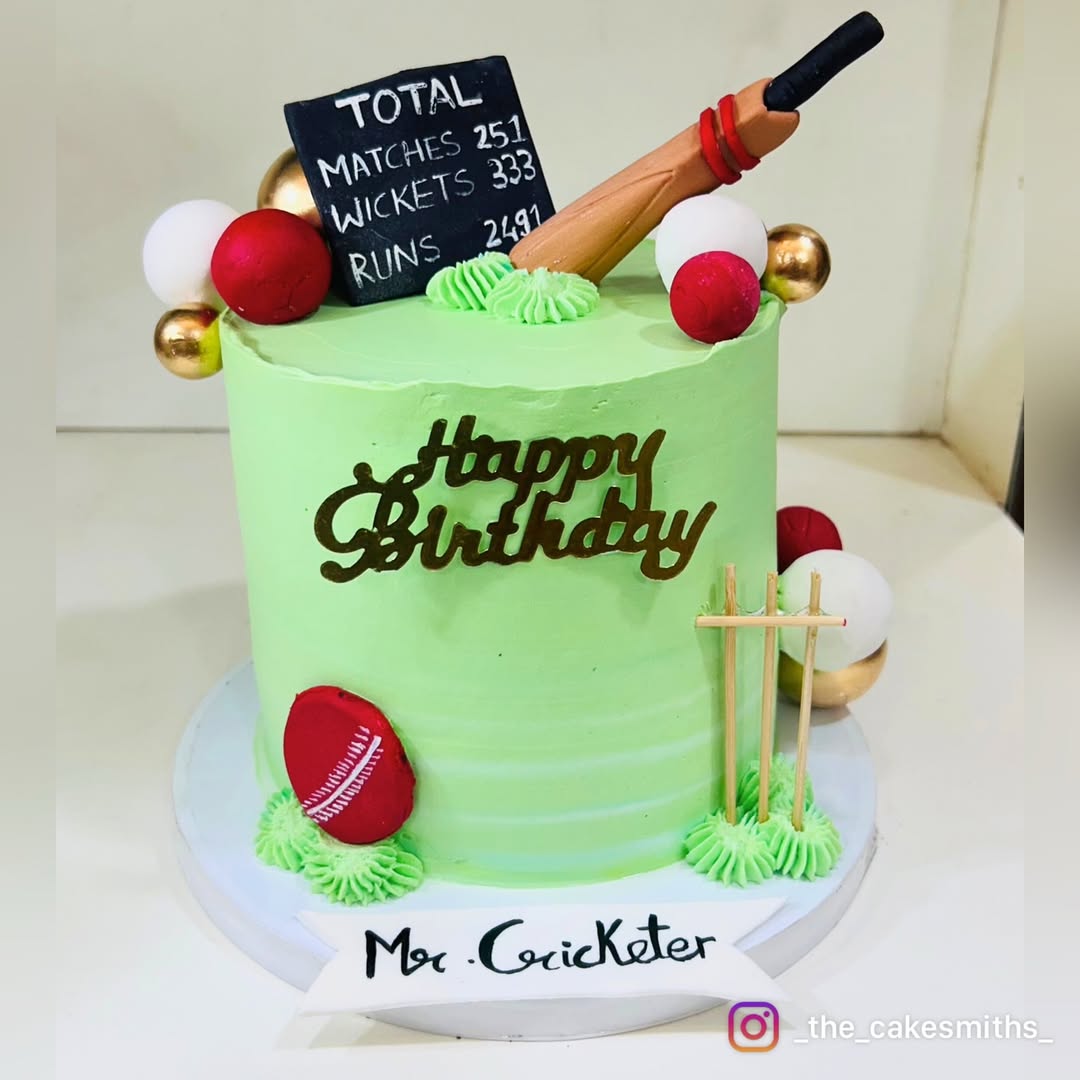 TOTAL
MATCHES 251
WICKETS 333
RUNS 2491
Happy
Birthday
Mr. Cricketer
_the_cakesmiths_